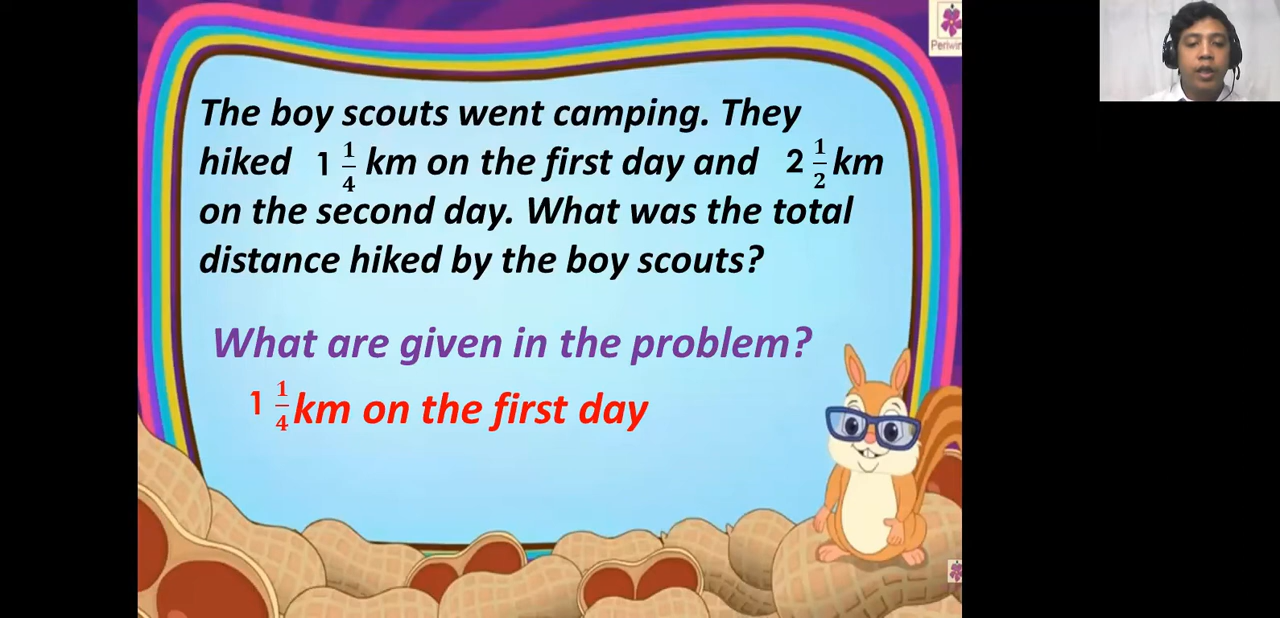 The boy scouts went camping. They
hiked 1 1/4 km on the first day and 2 1/2 km
on the second day. What was the total
distance hiked by the boy scouts?
What are given in the problem?
1 1/4 km on the first day